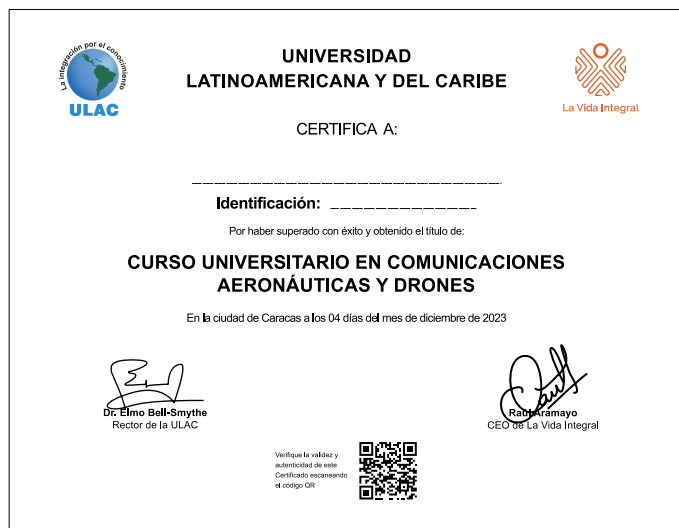 La integración por el conocimiento
ULAC
UNIVERSIDAD
LATINOAMERICANA Y DEL CARIBE
La Vida Integral
CERTIFICA A:
Identificación:
Por haber superado con éxito y obtenido el título de:
CURSO UNIVERSITARIO EN COMUNICACIONES
AERONÁUTICAS Y DRONES
En la ciudad de Caracas a los 04 días del mes de diciembre de 2023
Dr. Elmo Bell-Smythe
Rector de la ULAC
Raúl Aramayo
CEO de La Vida Integral
Verifique la validez y
autenticidad de este
Certificado escaneando
el código QR